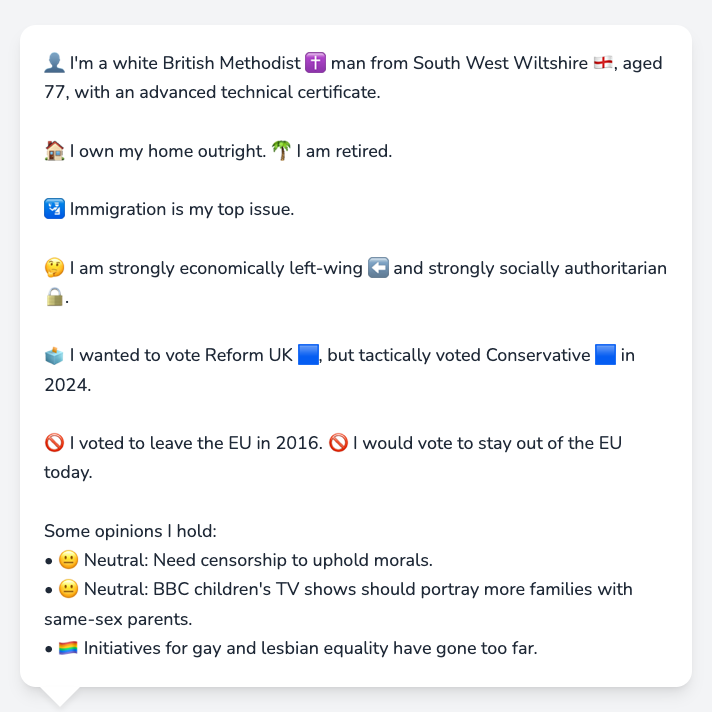 👤 I'm a white British Methodist ✝️ man from South West Wiltshire 🏴󠁧󠁢󠁥󠁮󠁧󠁿, aged
77, with an advanced technical certificate.
🏠 I own my home outright. 🌴 I am retired.
🛂 Immigration is my top issue.
🤔 I am strongly economically left-wing ⬅️ and strongly socially authoritarian
🔒.
🗳️ I wanted to vote Reform UK 🟦, but tactically voted Conservative 🟦 in
2024.
🚫 I voted to leave the EU in 2016. 🚫 I would vote to stay out of the EU
today.
Some opinions I hold:
• 😐 Neutral: Need censorship to uphold morals.
• 😐 Neutral: BBC children's TV shows should portray more families with
same-sex parents.
• 🏳️‍🌈 Initiatives for gay and lesbian equality have gone too far.